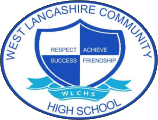 WEST LANCASHIRE COMMUNITY
RESPECT ACHIEVE
SUCCESS FRIENDSHIP
WLCHS
HIGH SCHOOL